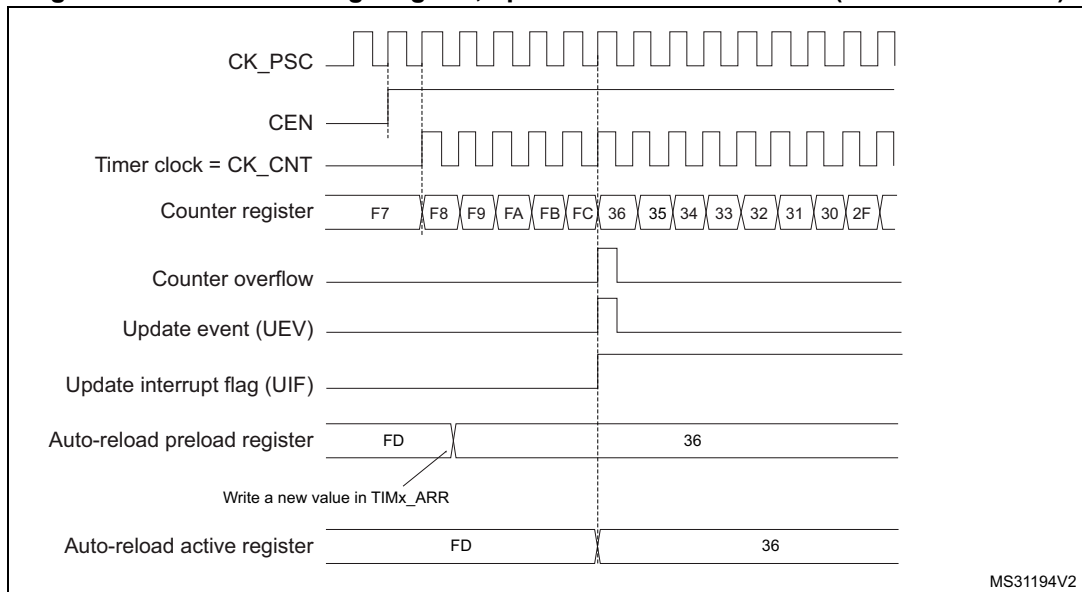 CK_PSC
CEN
Timer clock = CK_CNT
Counter register F7 F8 F9 FA FB FC 36 35 34 33 32 31 30 2F
Counter overflow
Update event (UEV)
Update interrupt flag (UIF)
Auto-reload preload register FD 36
Write a new value in TIMx_ARR
Auto-reload active register FD 36
MS31194V2